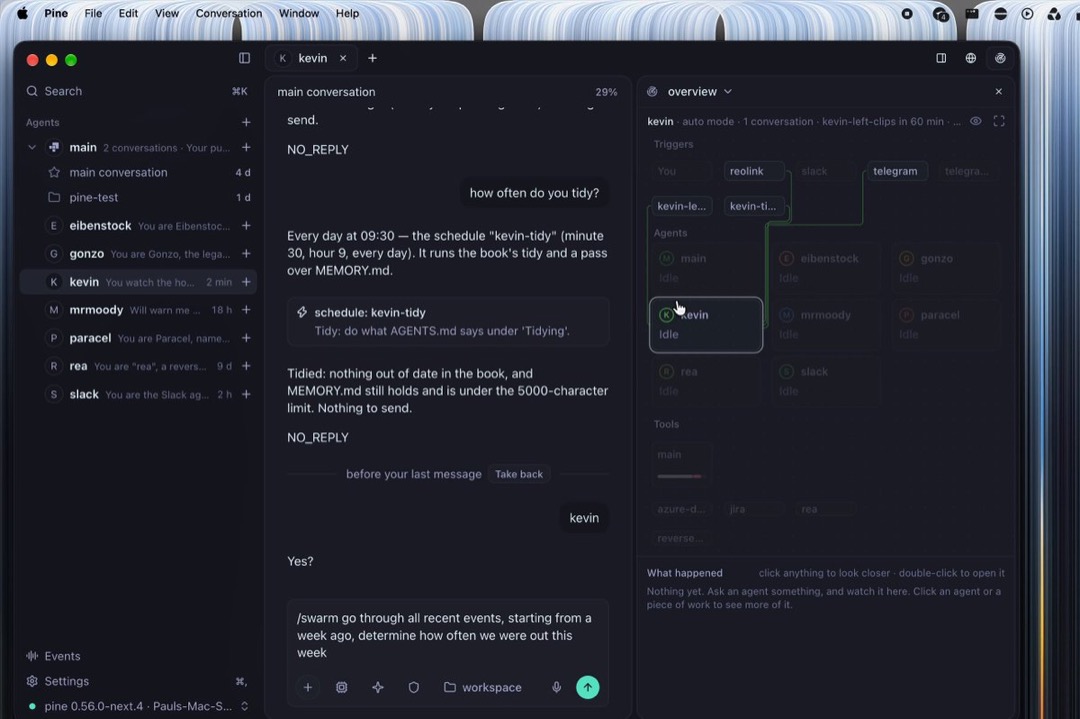 Pine File Edit View Conversation Window Help
kevin
Search ⌘K
Agents
main 2 conversations · Your pu...
main conversation 4 d
pine-test 1 d
E eibenstock You are Eibenstoc...
G gonzo You are Gonzo, the lega...
K kevin You watch the ho... 2 min
M mrmoody Will warn me ... 18 h
P paracel You are Paracel, name...
R rea You are "rea", a revers... 9 d
S slack You are the Slack ag... 2 h
Events
Settings ⌘,
pine 0.56.0-next.4 · Pauls-Mac-S...
K kevin
main conversation 29%
send.
NO_REPLY
how often do you tidy?
Every day at 09:30 — the schedule "kevin-tidy" (minute
30, hour 9, every day). It runs the book's tidy and a pass
over MEMORY.md.
schedule: kevin-tidy
Tidy: do what AGENTS.md says under 'Tidying'.
Tidied: nothing out of date in the book, and
MEMORY.md still holds and is under the 5000-character
limit. Nothing to send.
NO_REPLY
before your last message Take back
kevin
Yes?
/swarm go through all recent events, starting from a
week ago, determine how often we were out this
week
workspace
overview
kevin · auto mode · 1 conversation · kevin-left-clips in 60 min · ...
Triggers
You reolink slack telegram telegra...
kevin-le... kevin-ti...
Agents
M main E eibenstock G gonzo
Idle Idle Idle
K kevin M mrmoody P paracel
Idle Idle Idle
R rea S slack
Idle Idle
Tools
main
azure-d... jira rea
reverse...
What happened click anything to look closer · double-click to open it
Nothing yet. Ask an agent something, and watch it here. Click an agent or a
piece of work to see more of it.